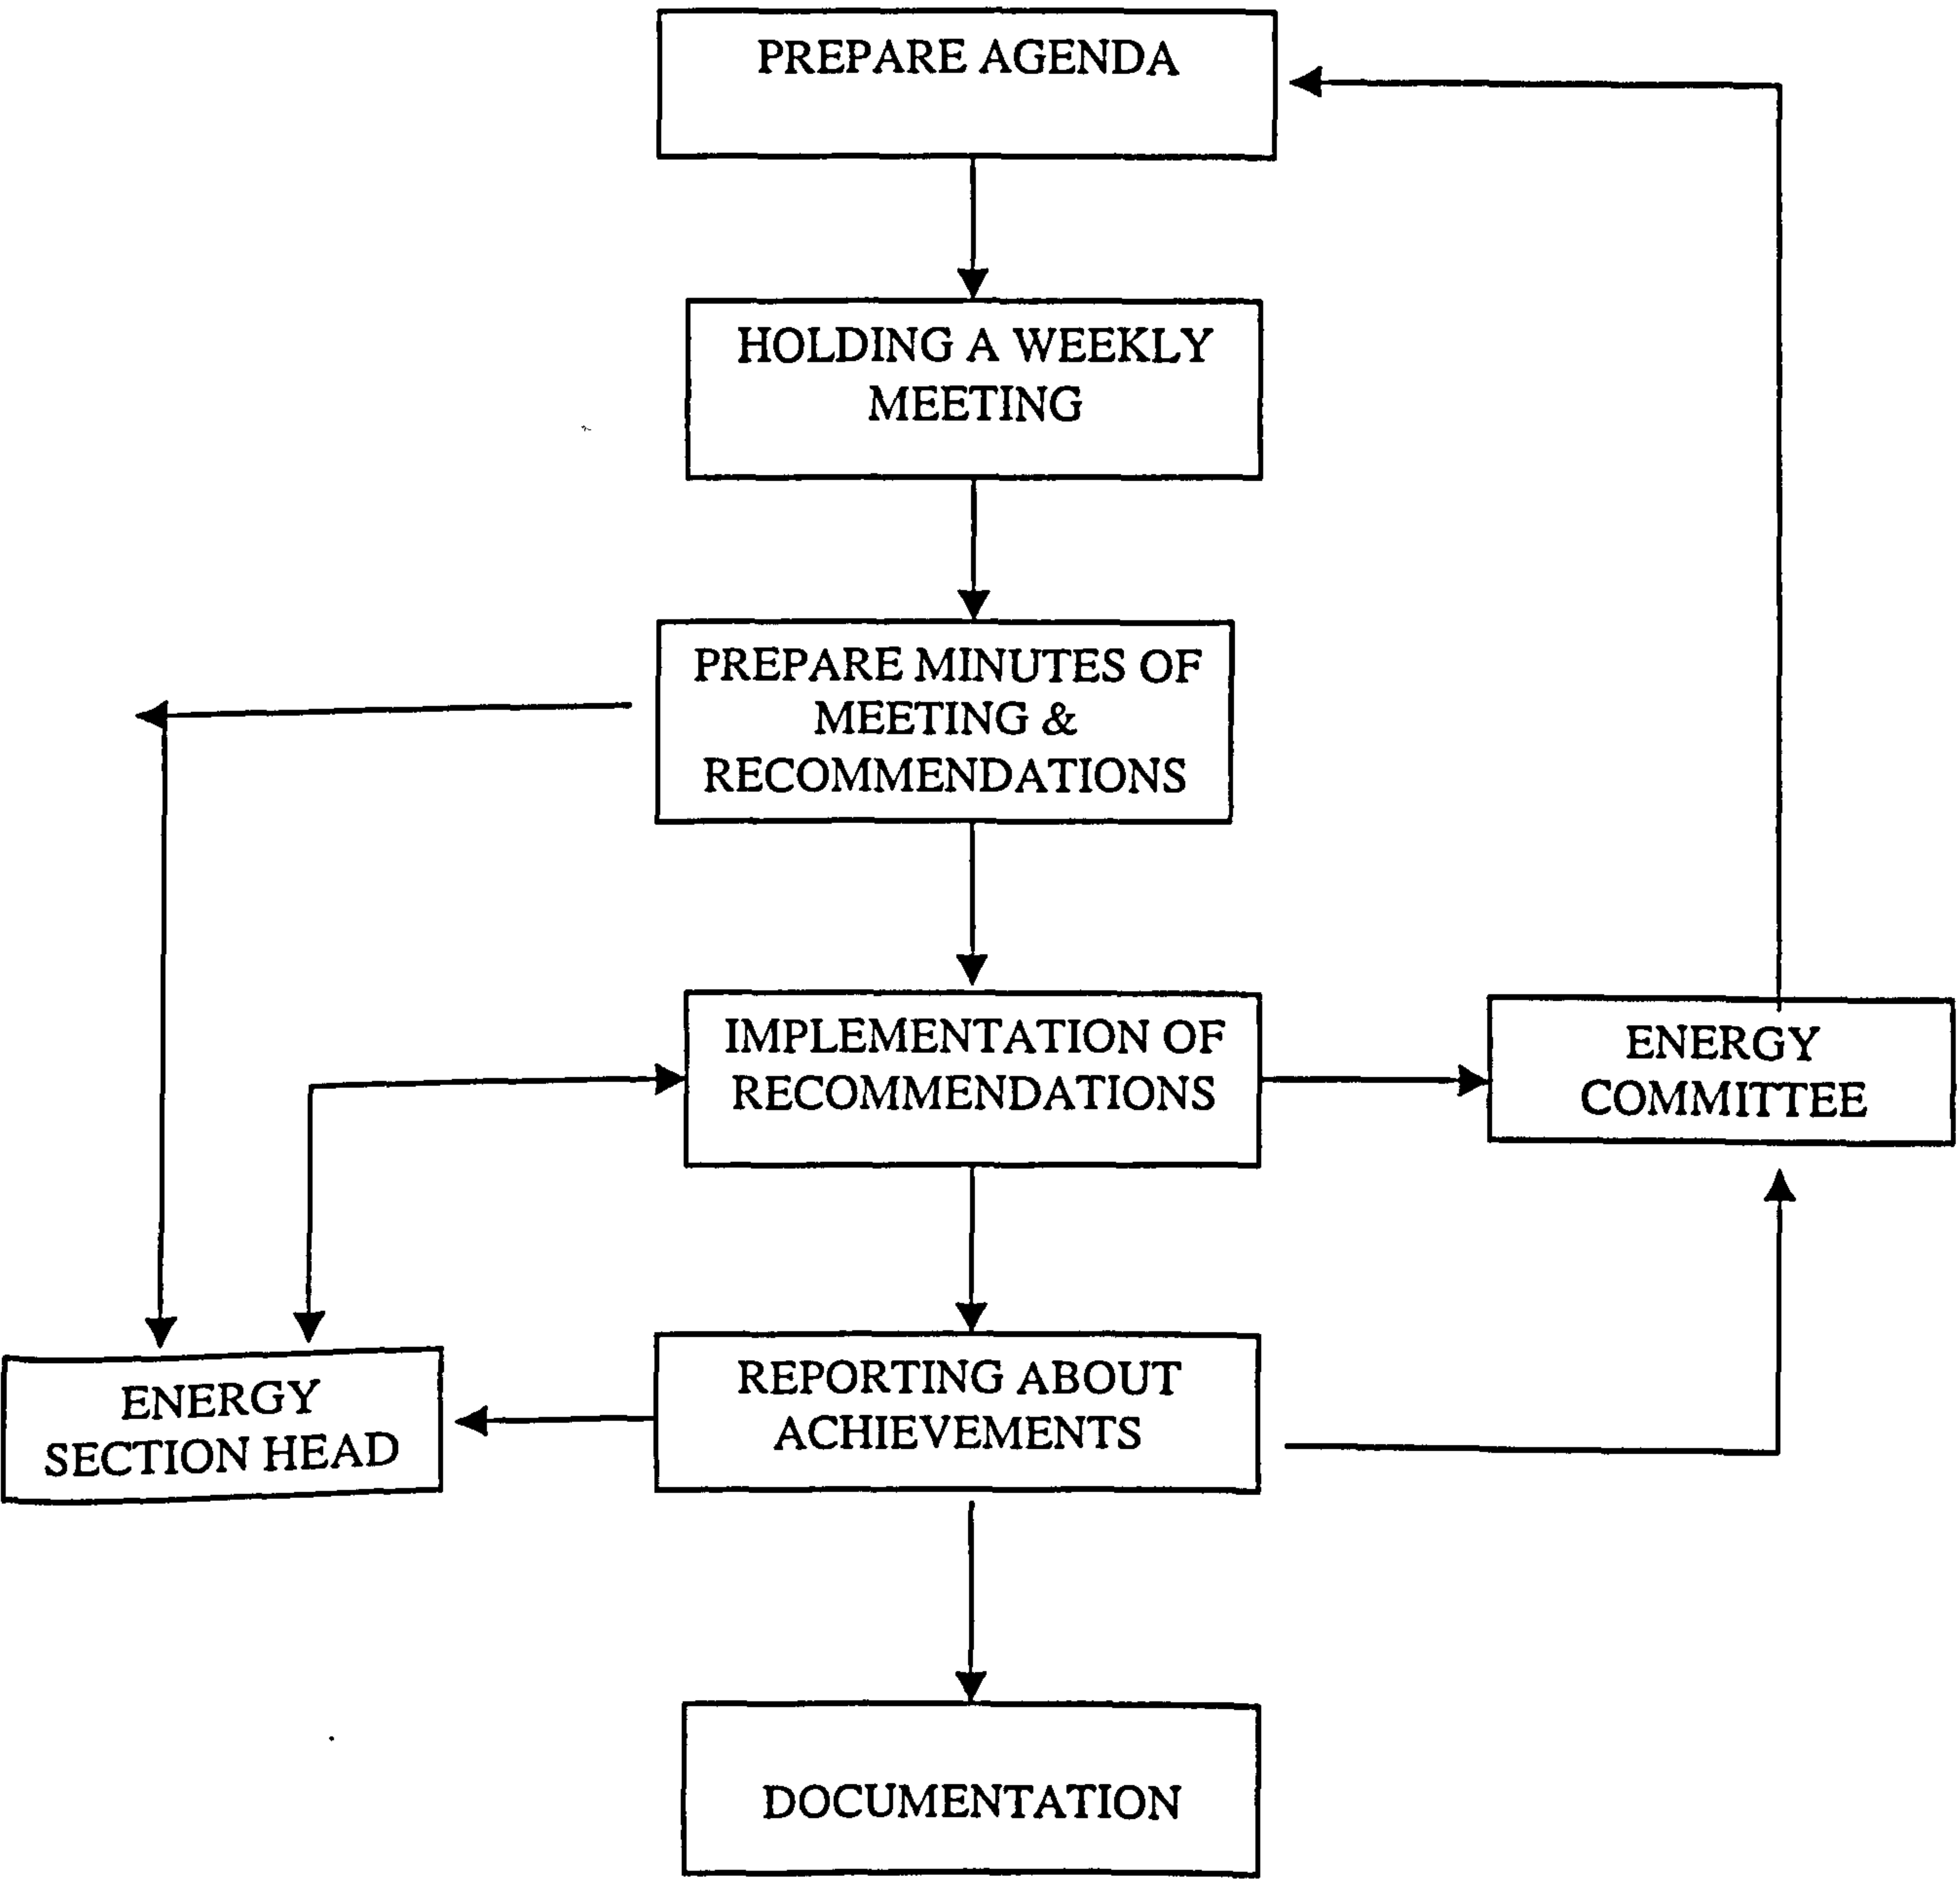 PREPARE AGENDA
HOLDING A WEEKLY
MEETING
PREPARE MINUTES OF
MEETING &
RECOMMENDATIONS
IMPLEMENTATION OF
RECOMMENDATIONS
ENERGY
COMMITTEE
ENERGY
SECTION HEAD
REPORTING ABOUT
ACHIEVEMENTS
DOCUMENTATION